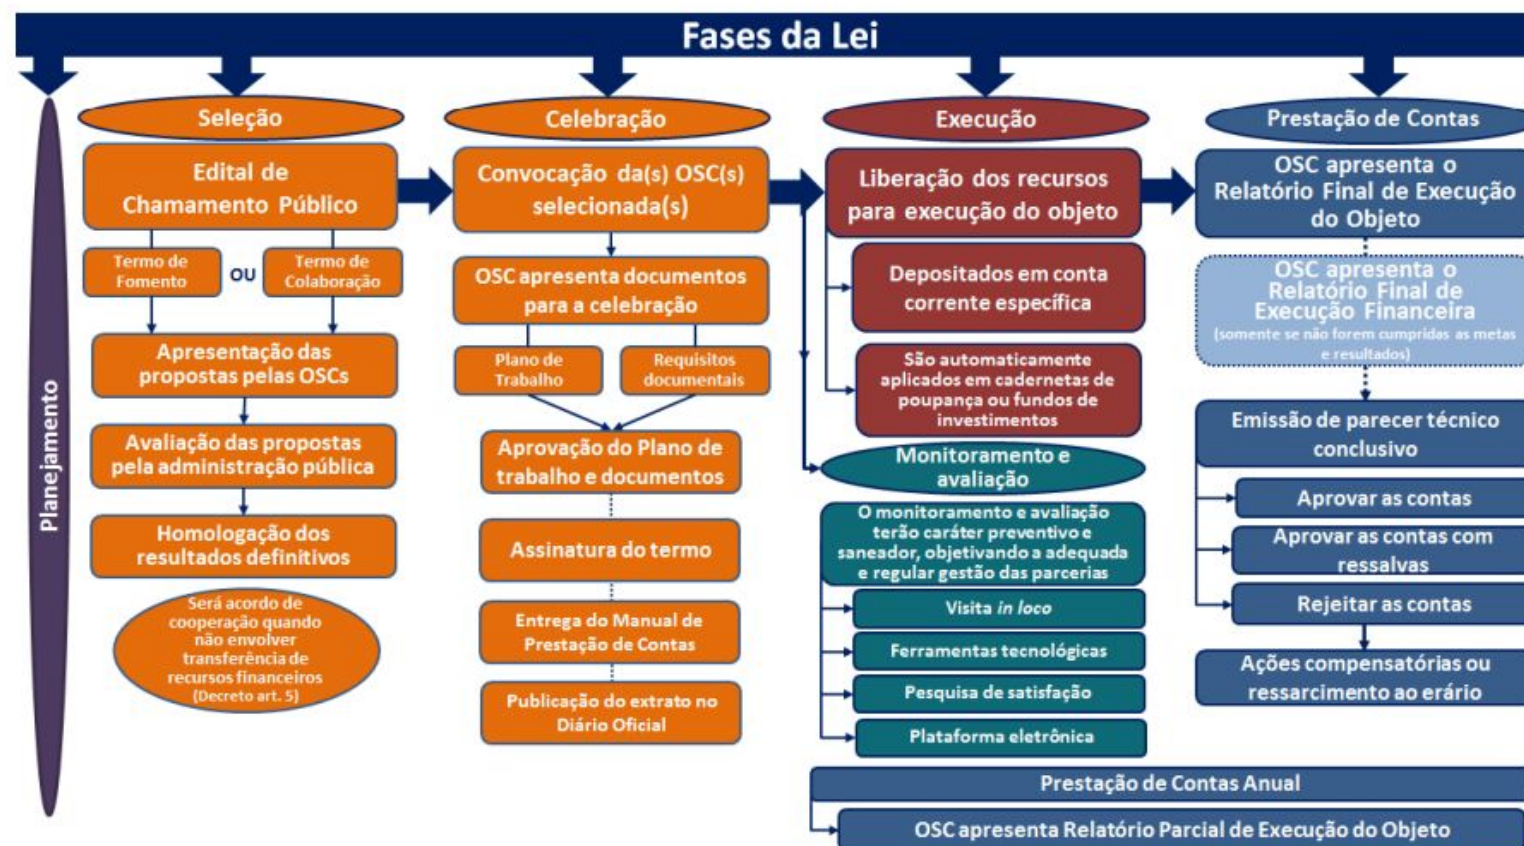 Fases da Lei
Planejamento
Seleção
Edital de
Chamamento Público
Termo de
Fomento
OU
Termo de
Colaboração
Apresentação das
propostas pelas OSCs
Avaliação das propostas
pela administração pública
Homologação dos
resultados definitivos
Será acordo de
cooperação quando
não envolver
transferência de
recursos financeiros
(Decreto art. 5)
Celebração
Convocação da(s) OSC(s)
selecionada(s)
OSC apresenta documentos
para a celebração
Plano de
Trabalho
Requisitos
documentais
Aprovação do Plano de
trabalho e documentos
Assinatura do termo
Entrega do Manual de
Prestação de Contas
Publicação do extrato no
Diário Oficial
Execução
Liberação dos recursos
para execução do objeto
Depositados em conta
corrente específica
São automaticamente
aplicados em cadernetas de
poupança ou fundos de
investimentos
Monitoramento e
avaliação
O monitoramento e avaliação
terão caráter preventivo e
saneador, objetivando a adequada
e regular gestão das parcerias
Visita in loco
Ferramentas tecnológicas
Pesquisa de satisfação
Plataforma eletrônica
Prestação de Contas
OSC apresenta o
Relatório Final de Execução
do Objeto
OSC apresenta o
Relatório Final de
Execução Financeira
(somente se não forem cumpridas as metas
e resultados)
Emissão de parecer técnico
conclusivo
Aprovar as contas
Aprovar as contas com
ressalvas
Rejeitar as contas
Ações compensatórias ou
ressarcimento ao erário
Prestação de Contas Anual
OSC apresenta Relatório Parcial de Execução do Objeto